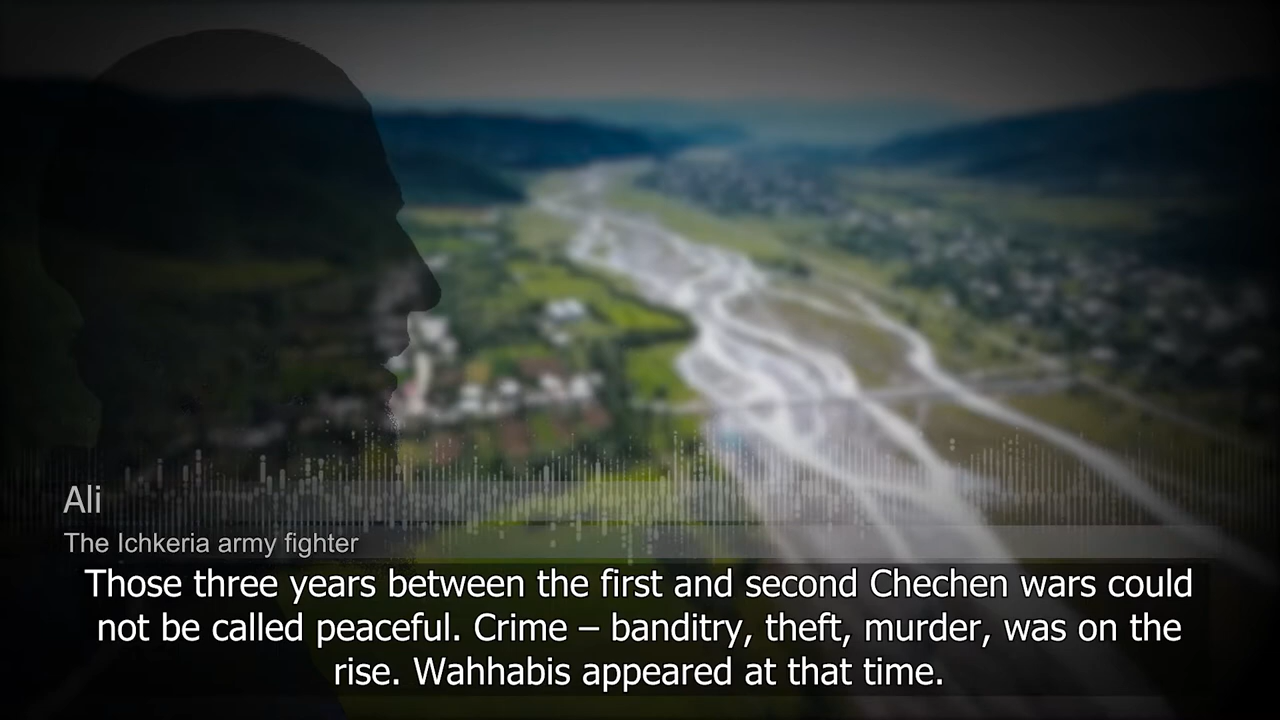 Ali
The Ichkeria army fighter
Those three years between the first and second Chechen wars could
not be called peaceful. Crime – banditry, theft, murder, was on the
rise. Wahhabis appeared at that time.